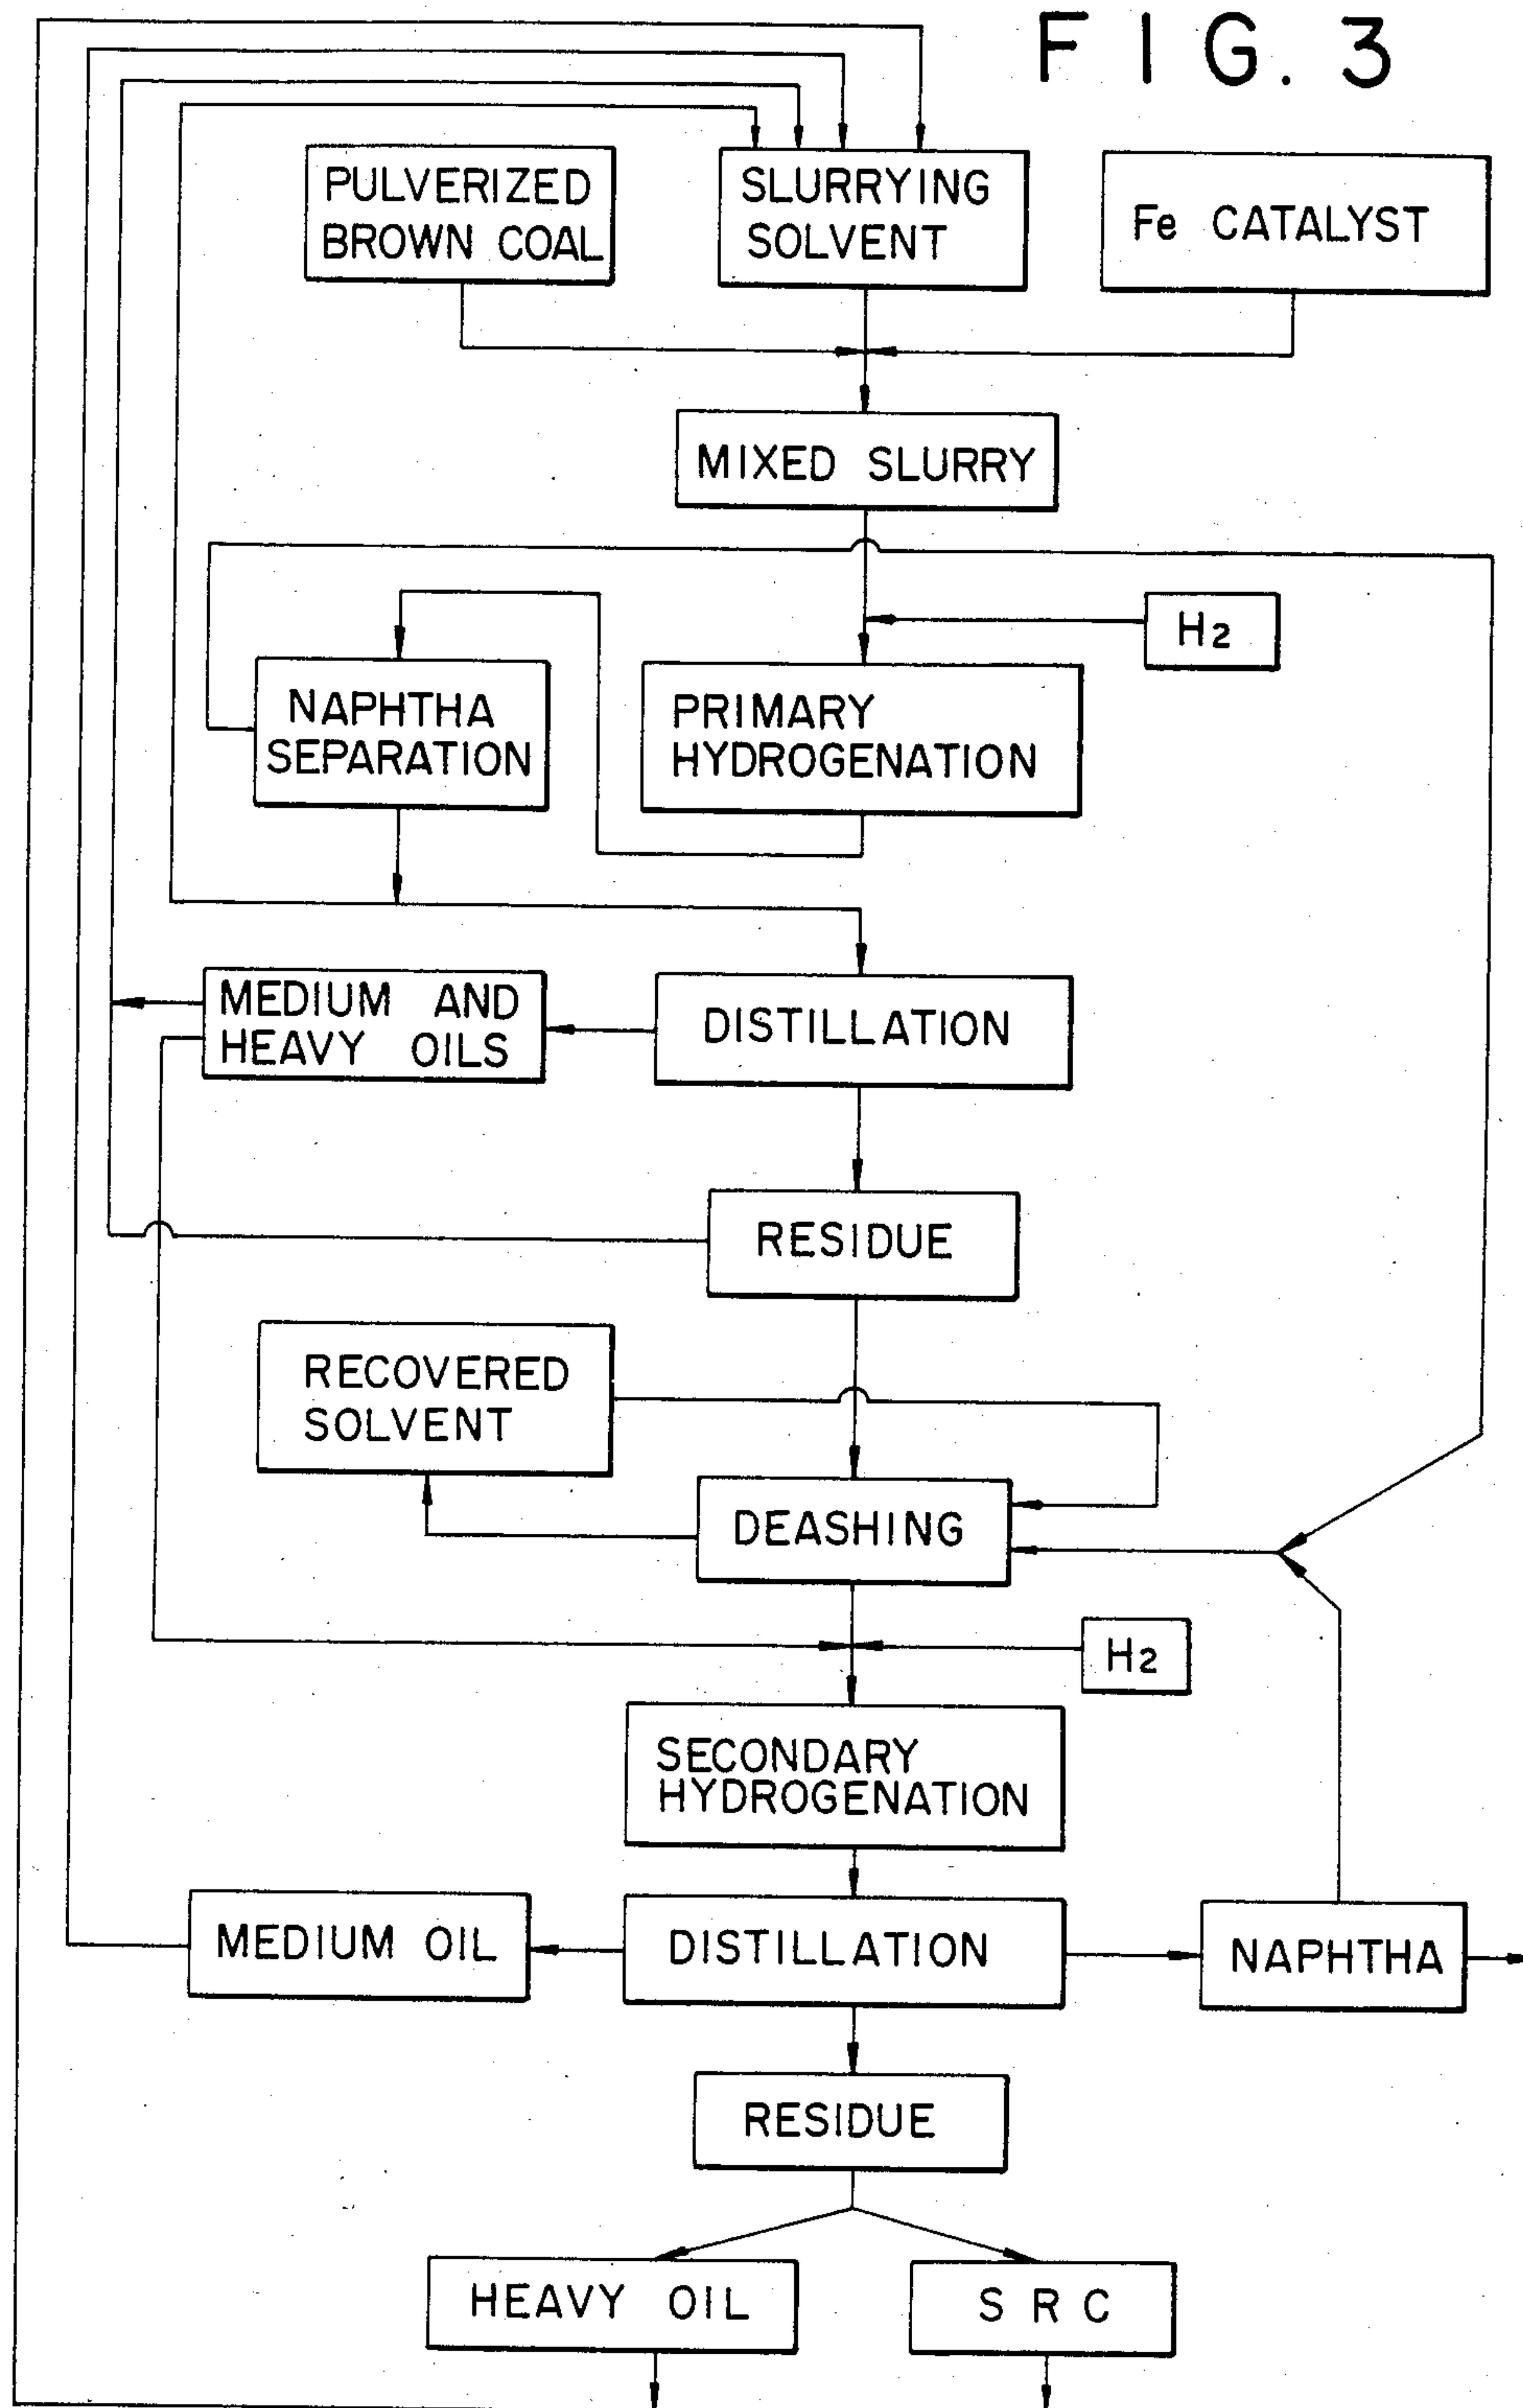 FIG. 3
PULVERIZED
BROWN COAL
SLURRYING
SOLVENT
Fe CATALYST
MIXED SLURRY
H2
NAPHTHA
SEPARATION
PRIMARY
HYDROGENATION
MEDIUM AND
HEAVY OILS
DISTILLATION
RESIDUE
RECOVERED
SOLVENT
DEASHING
H2
SECONDARY
HYDROGENATION
MEDIUM OIL
DISTILLATION
NAPHTHA
RESIDUE
HEAVY OIL
S R C